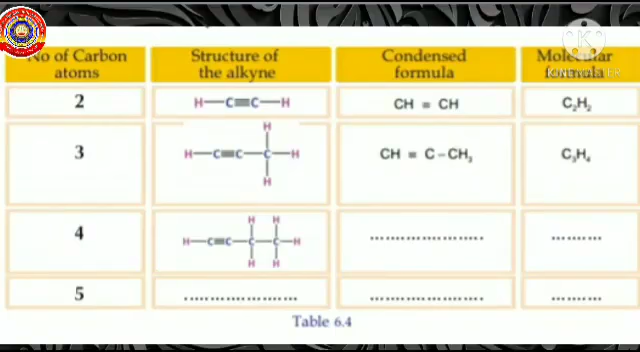 No of Carbon atoms
Structure of the alkyne
Condensed formula
Molecular formula
2
H—C≡C—H
CH ≡ CH
C₂H₂
3
H
H—C≡C—C—H
H
CH ≡ C – CH₃
C₃H₄
4
H H
H—C≡C—C—C—H
H H
.....................
.........
5
.....................
.....................
.........
Table 6.4